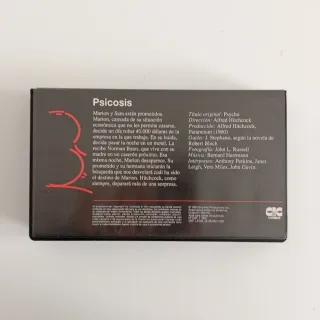 Psicosis
Marion y Sam están prometidos.
Marion, cansada de su situación
económica que no les permite casarse,
decide un día robar 40.000 dólares de la
empresa en la que trabaja. En su huida,
decide pasar la noche en un motel. La
recibe Norman Bates, que vive con su
madre en un caserón próximo. Esa
misma noche, Marion desaparece. Su
prometido y su hermana iniciarán la
búsqueda que nos desvelará cuál ha sido
el destino de Marion. Hitchcock, como
siempre, deparará más de una sorpresa.
Título original: Psycho
Dirección: Alfred Hitchcock
Producción: Alfred Hitchcock,
Paramount (1960)
Guión: J. Stephano, según la novela de
Robert Bloch
Fotografía: John L. Russell
Música: Bernard Herrmann
Intérpretes: Anthony Perkins, Janet
Leigh, Vera Miles, John Gavin.
CIC